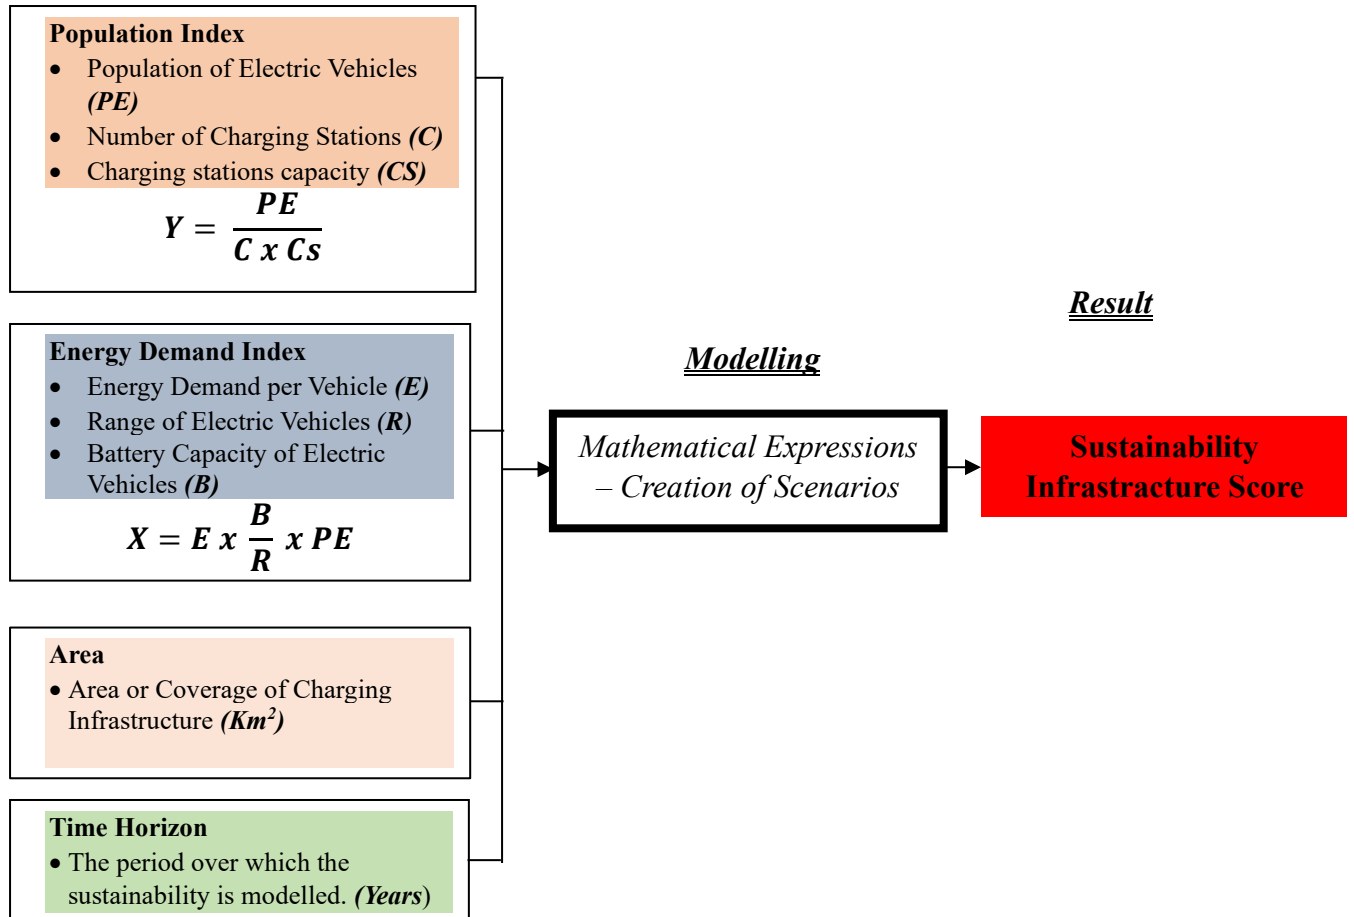 Population Index
• Population of Electric Vehicles
(PE)
• Number of Charging Stations (C)
• Charging stations capacity (CS)
Y = PE / C x Cs
Energy Demand Index
• Energy Demand per Vehicle (E)
• Range of Electric Vehicles (R)
• Battery Capacity of Electric
Vehicles (B)
X = E x B / R x PE
Area
• Area or Coverage of Charging
Infrastructure (Km²)
Time Horizon
• The period over which the
sustainability is modelled. (Years)
Modelling
Mathematical Expressions
– Creation of Scenarios
Result
Sustainability
Infrastracture Score